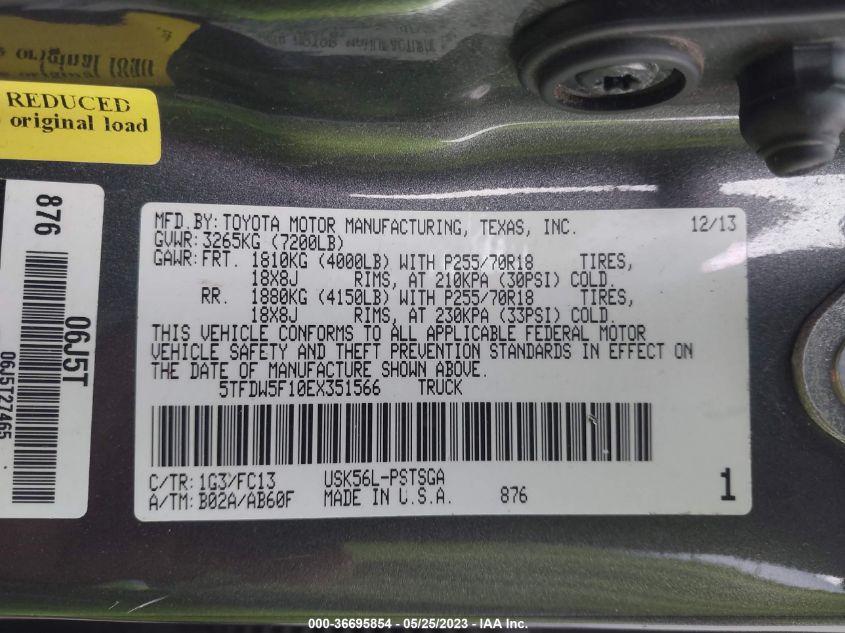 REDUCED
original load
876
06J5T
06J5T27465
MFD.BY: TOYOTA MOTOR MANUFACTURING, TEXAS, INC. 12/13
GVWR: 3265KG (7200LB)
GAWR: FRT. 1810KG (4000LB) WITH P255/70R18 TIRES,
18X8J RIMS, AT 210KPA (30PSI) COLD.
RR. 1880KG (4150LB) WITH P255/70R18 TIRES,
18X8J RIMS, AT 230KPA (33PSI) COLD.
THIS VEHICLE CONFORMS TO ALL APPLICABLE FEDERAL MOTOR
VEHICLE SAFETY AND THEFT PREVENTION STANDARDS IN EFFECT ON
THE DATE OF MANUFACTURE SHOWN ABOVE.
5TFDW5F10EX351566 TRUCK
C/TR: 1G3/FC13 USK56L-PSTSGA
A/TM: B02A/AB60F MADE IN U.S.A. 876 1
000-36695854 - 05/25/2023 - IAA Inc.